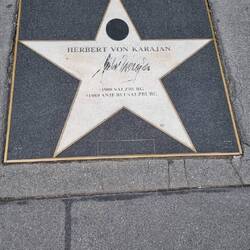 HERBERT VON KARAJAN
*1908 SALZBURG
†1989 ANIF BEI SALZBURG